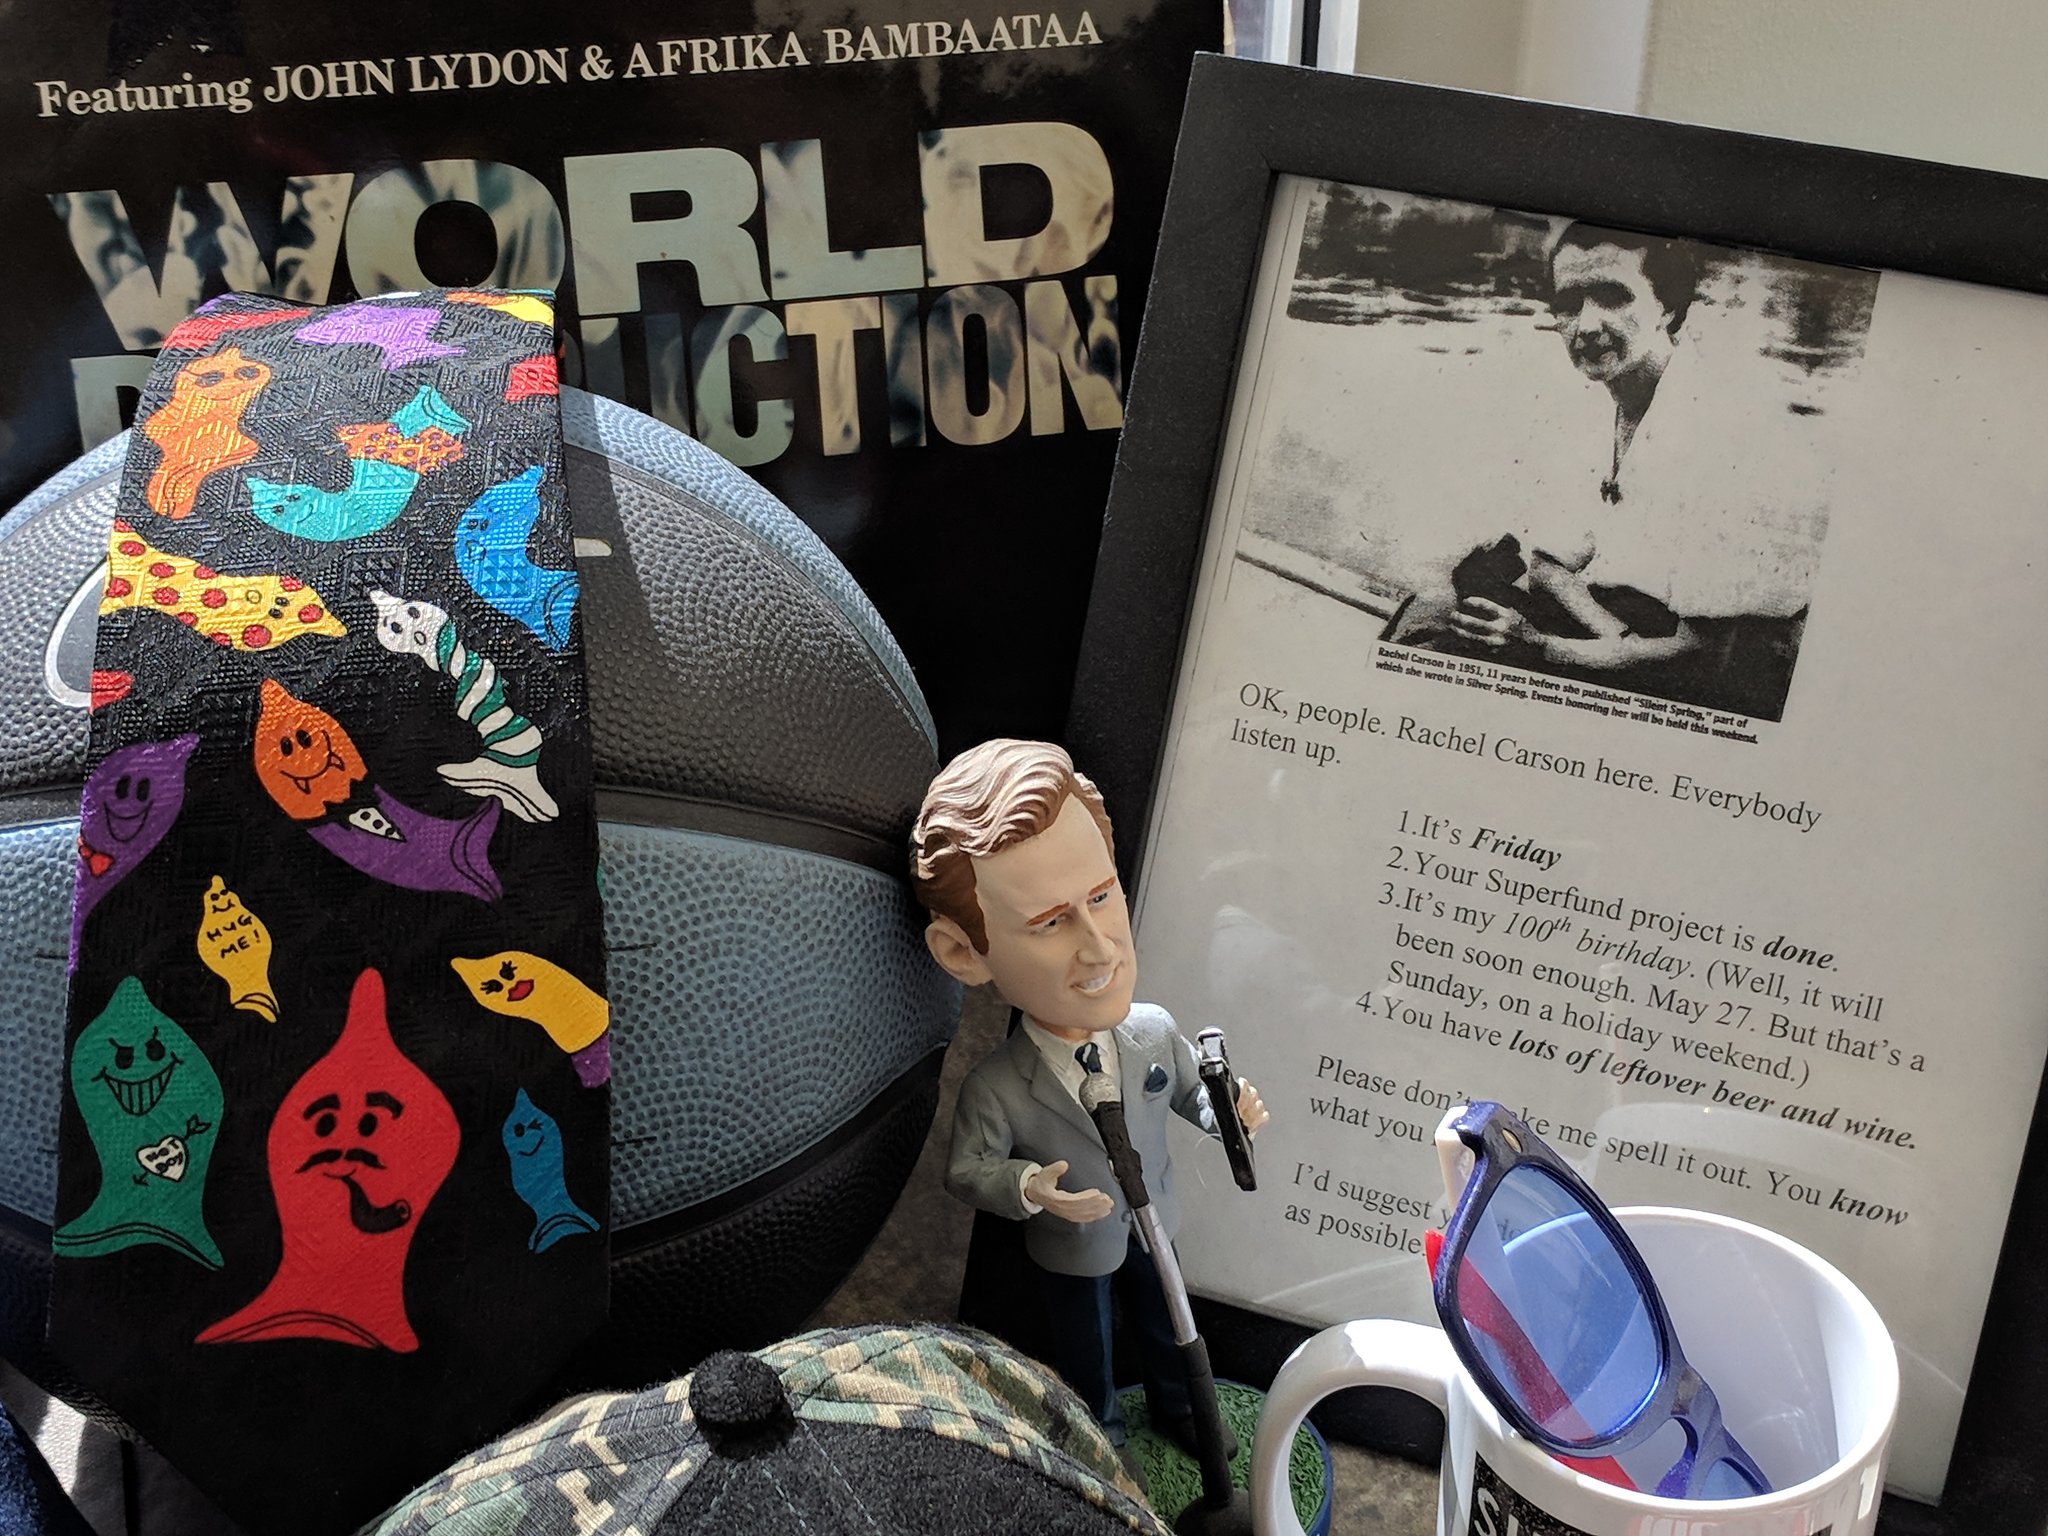 Featuring JOHN LYDON & AFRIKA BAMBAATAA
WORLD
D UCTION
HUG
ME!
HOT
BOY
Rachel Carson in 1951, 11 years before she published "Silent Spring," part of
which she wrote in Silver Spring. Events honoring her will be held this weekend.
OK, people. Rachel Carson here. Everybody
listen up.
1.It's Friday
2.Your Superfund project is done.
3.It's my 100th birthday. (Well, it will
been soon enough. May 27. But that's a
Sunday, on a holiday weekend.)
4.You have lots of leftover beer and wine.
Please don't make me spell it out. You know
what you
I'd suggest
as possible.